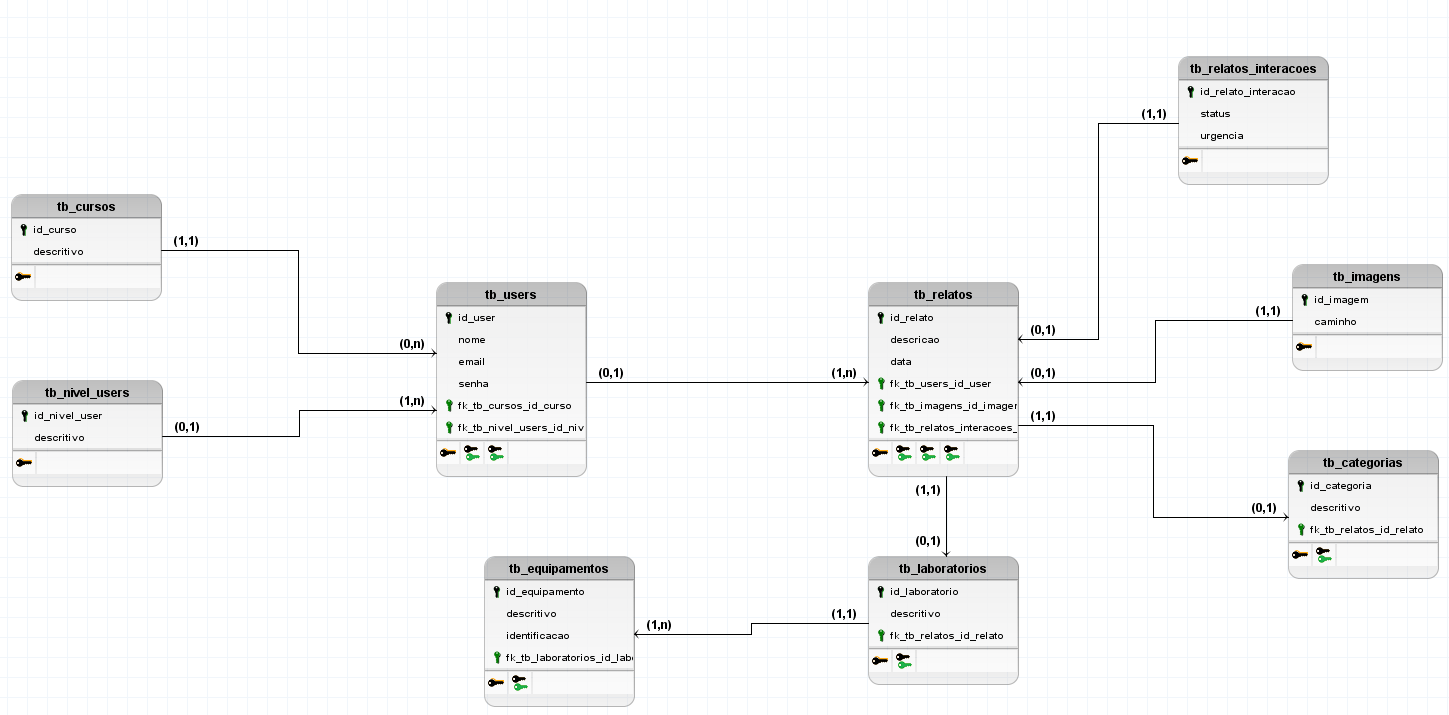 tb_relatos_interacoes
id_relato_interacao
status
urgencia
(1,1)
tb_cursos
id_curso
descritivo
(1,1)
(0,n)
tb_nivel_users
id_nivel_user
descritivo
(0,1)
(1,n)
tb_users
id_user
nome
email
senha
fk_tb_cursos_id_curso
fk_tb_nivel_users_id_niv
(0,1)
(1,n)
tb_relatos
id_relato
descricao
data
fk_tb_users_id_user
fk_tb_imagens_id_imager
fk_tb_relatos_interacoes_
(0,1)
(0,1)
(1,1)
(1,1)
(0,1)
tb_imagens
id_imagem
caminho
(1,1)
tb_categorias
id_categoria
descritivo
fk_tb_relatos_id_relato
(0,1)
tb_equipamentos
id_equipamento
descritivo
identificacao
fk_tb_laboratorios_id_labo
(1,n)
(1,1)
tb_laboratorios
id_laboratorio
descritivo
fk_tb_relatos_id_relato